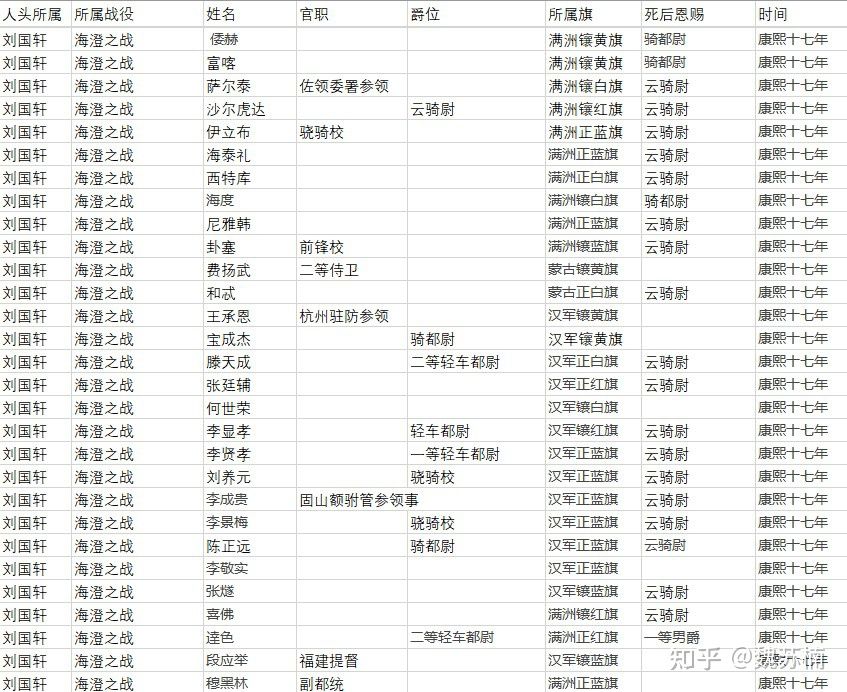 人头所属 所属战役 姓名 官职 爵位 所属旗 死后恩赐 时间
刘国轩 海澄之战 倭赫 满洲镶黄旗 骑都尉 康熙十七年
刘国轩 海澄之战 富喀 满洲镶黄旗 骑都尉 康熙十七年
刘国轩 海澄之战 萨尔泰 佐领委署参领 满洲镶白旗 云骑尉 康熙十七年
刘国轩 海澄之战 沙尔虎达 云骑尉 满洲镶红旗 云骑尉 康熙十七年
刘国轩 海澄之战 伊立布 骁骑校 满洲正蓝旗 云骑尉 康熙十七年
刘国轩 海澄之战 海泰礼 满洲正蓝旗 云骑尉 康熙十七年
刘国轩 海澄之战 西特库 满洲正白旗 云骑尉 康熙十七年
刘国轩 海澄之战 海度 满洲镶白旗 骑都尉 康熙十七年
刘国轩 海澄之战 尼雅韩 满洲正蓝旗 云骑尉 康熙十七年
刘国轩 海澄之战 卦塞 前锋校 满洲镶蓝旗 云骑尉 康熙十七年
刘国轩 海澄之战 费扬武 二等侍卫 蒙古镶黄旗 康熙十七年
刘国轩 海澄之战 和忒 蒙古正白旗 云骑尉 康熙十七年
刘国轩 海澄之战 王承恩 杭州驻防参领 汉军镶黄旗 康熙十七年
刘国轩 海澄之战 宝成杰 骑都尉 汉军镶黄旗 康熙十七年
刘国轩 海澄之战 滕天成 二等轻车都尉 汉军正白旗 云骑尉 康熙十七年
刘国轩 海澄之战 张廷辅 汉军正红旗 云骑尉 康熙十七年
刘国轩 海澄之战 何世荣 汉军镶白旗 康熙十七年
刘国轩 海澄之战 李显孝 轻车都尉 汉军镶红旗 云骑尉 康熙十七年
刘国轩 海澄之战 李贤孝 一等轻车都尉 汉军正蓝旗 云骑尉 康熙十七年
刘国轩 海澄之战 刘养元 骁骑校 汉军正蓝旗 云骑尉 康熙十七年
刘国轩 海澄之战 李成贵 固山额驸管参领事 汉军正蓝旗 云骑尉 康熙十七年
刘国轩 海澄之战 李景梅 骁骑校 汉军正蓝旗 云骑尉 康熙十七年
刘国轩 海澄之战 陈正远 骑都尉 汉军正蓝旗 云骑尉 康熙十七年
刘国轩 海澄之战 李敬实 汉军正蓝旗 康熙十七年
刘国轩 海澄之战 张燧 汉军镶蓝旗 云骑尉 康熙十七年
刘国轩 海澄之战 喜佛 满洲镶红旗 云骑尉 康熙十七年
刘国轩 海澄之战 逹色 二等轻车都尉 满洲正红旗 一等男爵 康熙十七年
刘国轩 海澄之战 段应举 福建提督 汉军镶蓝旗 康熙十七年
刘国轩 海澄之战 穆黑林 副都统 满洲正蓝旗 康熙十七年
知乎 @魏芬楠